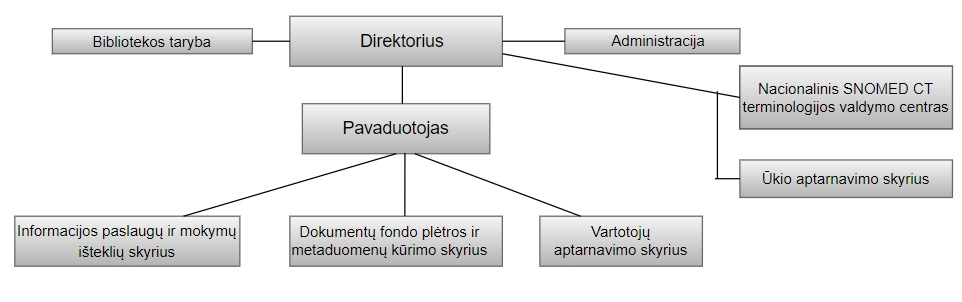 Bibliotekos taryba
Direktorius
Administracija
Nacionalinis SNOMED CT
terminologijos valdymo centras
Pavaduotojas
Ūkio aptarnavimo skyrius
Informacijos paslaugų ir mokymų
išteklių skyrius
Dokumentų fondo plėtros ir
metaduomenų kūrimo skyrius
Vartotojų
aptarnavimo skyrius